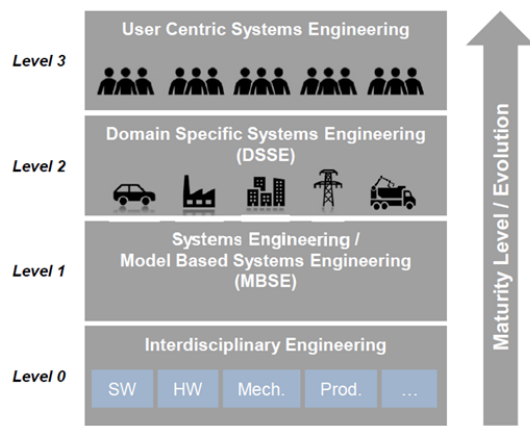 User Centric Systems Engineering
Level 3
Domain Specific Systems Engineering
(DSSE)
Level 2
Systems Engineering /
Model Based Systems Engineering
(MBSE)
Level 1
Interdisciplinary Engineering
Level 0
SW HW Mech. Prod. ...
Maturity Level / Evolution